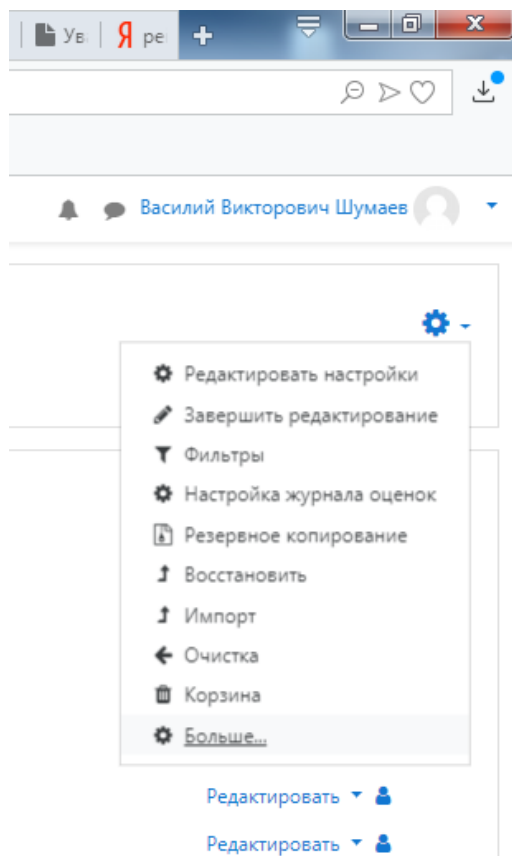 Ув
Я ре
Василий Викторович Шумаев
Редактировать настройки
Завершить редактирование
Фильтры
Настройка журнала оценок
Резервное копирование
Восстановить
Импорт
Очистка
Корзина
Больше...
Редактировать
Редактировать